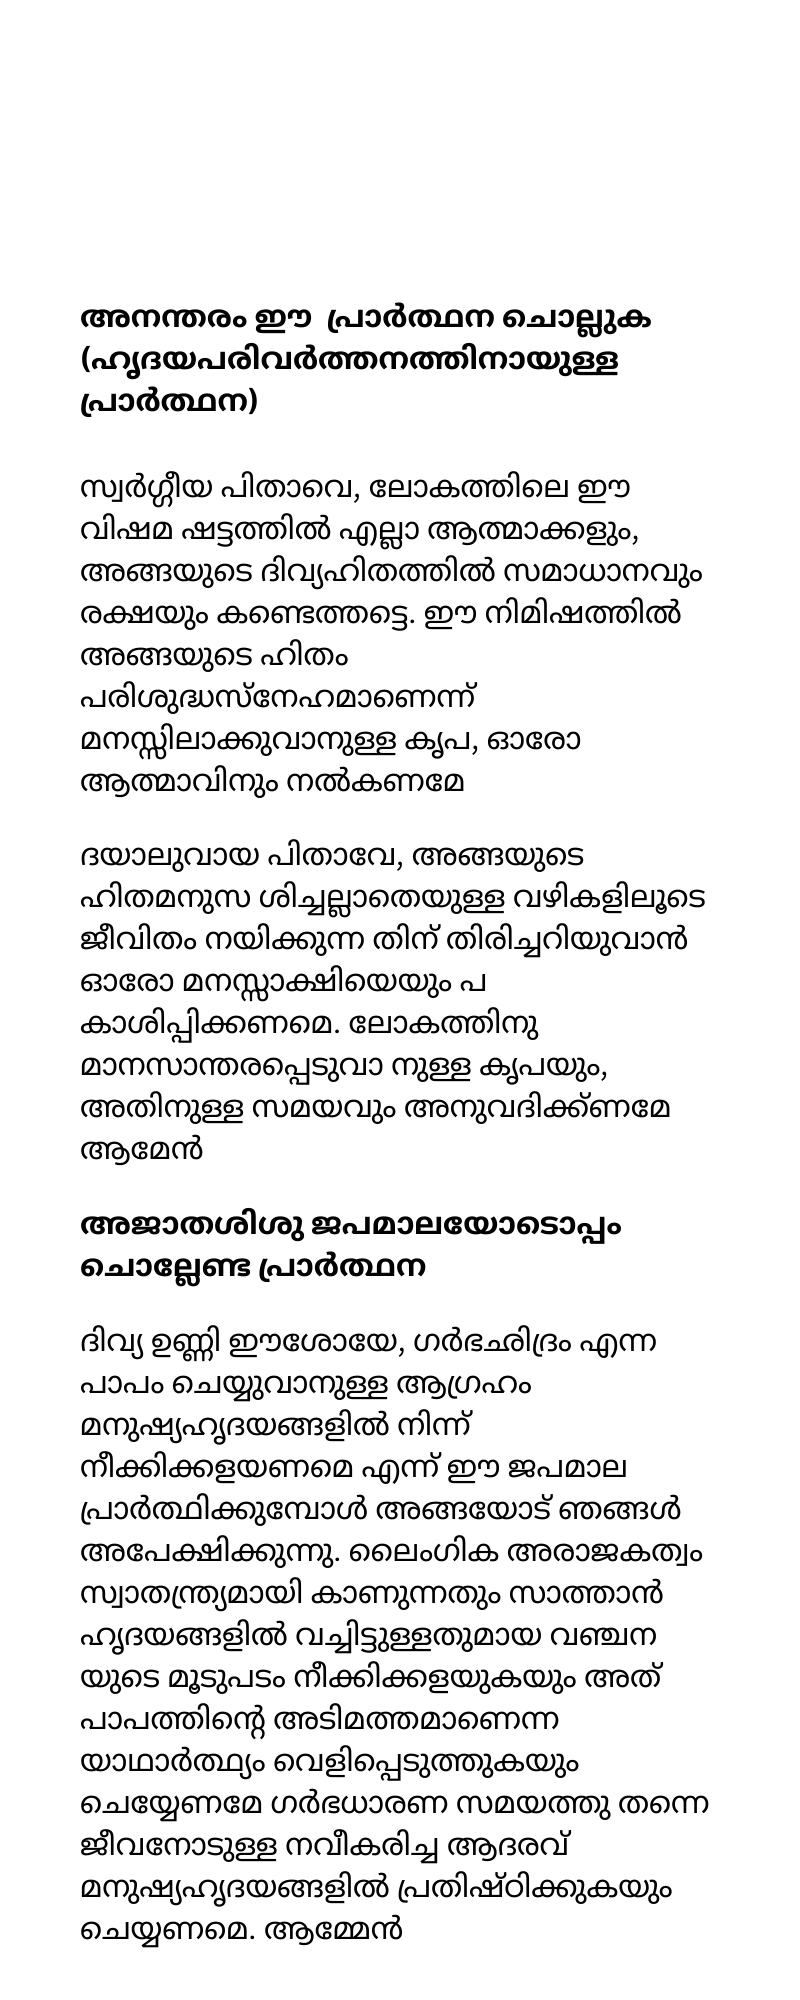 അനന്തരം ഈ  പ്രാർത്ഥന ചൊല്ലുക
(ഹൃദയപരിവർത്തനത്തിനായുള്ള
പ്രാർത്ഥന)
സ്വർഗ്ഗീയ പിതാവെ, ലോകത്തിലെ ഈ
വിഷമ ഷട്ടത്തിൽ എല്ലാ ആത്മാക്കളും,
അങ്ങയുടെ ദിവ്യഹിതത്തിൽ സമാധാനവും
രക്ഷയും കണ്ടെത്തട്ടെ. ഈ നിമിഷത്തിൽ
അങ്ങയുടെ ഹിതം
പരിശുദ്ധസ്നേഹമാണെന്ന്
മനസ്സിലാക്കുവാനുള്ള കൃപ, ഓരോ
ആത്മാവിനും നൽകണമേ
ദയാലുവായ പിതാവേ, അങ്ങയുടെ
ഹിതമനുസ ശിച്ചല്ലാതെയുള്ള വഴികളിലൂടെ
ജീവിതം നയിക്കുന്ന തിന് തിരിച്ചറിയുവാൻ
ഓരോ മനസ്സാക്ഷിയെയും പ
കാശിപ്പിക്കണമെ. ലോകത്തിനു
മാനസാന്തരപ്പെടുവാ നുള്ള കൃപയും,
അതിനുള്ള സമയവും അനുവദിക്ക്ണമേ
ആമേൻ
അജാതശിശു ജപമാലയോടൊപ്പം
ചൊല്ലേണ്ട പ്രാർത്ഥന
ദിവ്യ ഉണ്ണി ഈശോയേ, ഗർഭഛിദ്രം എന്ന
പാപം ചെയ്യുവാനുള്ള ആഗ്രഹം
മനുഷ്യഹൃദയങ്ങളിൽ നിന്ന്
നീക്കിക്കളയണമെ എന്ന് ഈ ജപമാല
പ്രാർത്ഥിക്കുമ്പോൾ അങ്ങയോട് ഞങ്ങൾ
അപേക്ഷിക്കുന്നു. ലൈംഗിക അരാജകത്വം
സ്വാതന്ത്ര്യമായി കാണുന്നതും സാത്താൻ
ഹൃദയങ്ങളിൽ വച്ചിട്ടുള്ളതുമായ വഞ്ചന
യുടെ മൂടുപടം നീക്കിക്കളയുകയും അത്
പാപത്തിന്റെ അടിമത്തമാണെന്ന
യാഥാർത്ഥ്യം വെളിപ്പെടുത്തുകയും
ചെയ്യേണമേ ഗർഭധാരണ സമയത്തു തന്നെ
ജീവനോടുള്ള നവീകരിച്ച ആദരവ്
മനുഷ്യഹൃദയങ്ങളിൽ പ്രതിഷ്ഠിക്കുകയും
ചെയ്യണമെ. ആമ്മേൻ